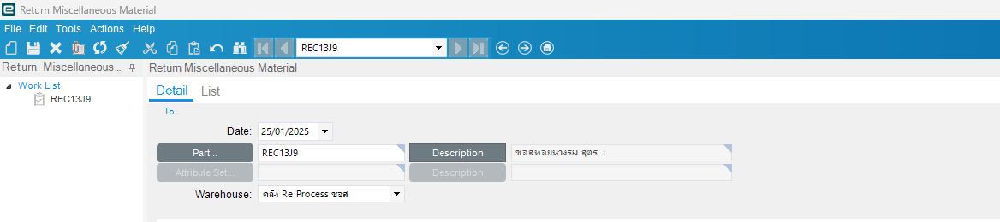 Return Miscellaneous Material
File Edit Tools Actions Help
REC13J9
Return Miscellaneous...
Return Miscellaneous Material
Work List
REC13J9
Detail List
To
Date: 25/01/2025
Part... REC13J9 Description ซอสหอยนางรม สูตร J
Attribute Set... Description
Warehouse: คลัง Re Process ซอส